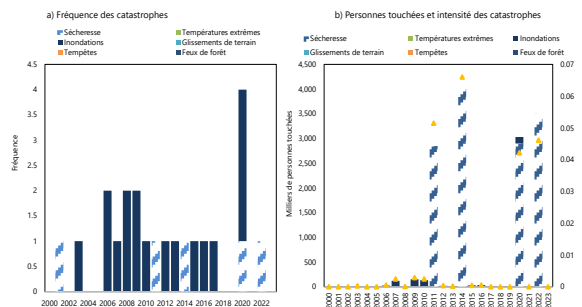 a) Fréquence des catastrophes
Sécheresse Températures extrêmes
Inondations Glissements de terrain
Tempêtes Feux de forêt
4.5
4
3.5
3
2.5
2
1.5
1
0.5
0
Fréquence
2000 2002 2004 2006 2008 2010 2012 2014 2016 2018 2020 2022
b) Personnes touchées et intensité des catastrophes
Sécheresse Températures extrêmes Inondations
Glissements de terrain Tempêtes Feux de forêt
4,500
4,000
3,500
3,000
2,500
2,000
1,500
1,000
500
0
Milliers de personnes touchées
0.07
0.06
0.05
0.04
0.03
0.02
0.01
0
2000 2001 2002 2003 2004 2005 2006 2007 2008 2009 2010 2011 2012 2013 2014 2015 2016 2017 2018 2019 2020 2021 2022 2023